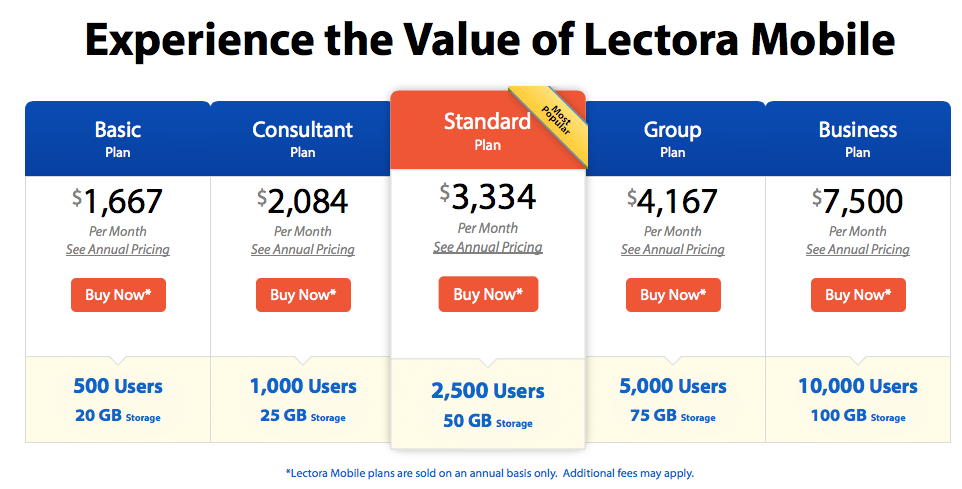 Experience the Value of Lectora Mobile
Basic
Plan
$1,667
Per Month
See Annual Pricing
Buy Now*
500 Users
20 GB Storage
Consultant
Plan
$2,084
Per Month
See Annual Pricing
Buy Now*
1,000 Users
25 GB Storage
Standard
Plan
Most
Popular
$3,334
Per Month
See Annual Pricing
Buy Now*
2,500 Users
50 GB Storage
Group
Plan
$4,167
Per Month
See Annual Pricing
Buy Now*
5,000 Users
75 GB Storage
Business
Plan
$7,500
Per Month
See Annual Pricing
Buy Now*
10,000 Users
100 GB Storage
*Lectora Mobile plans are sold on an annual basis only. Additional fees may apply.